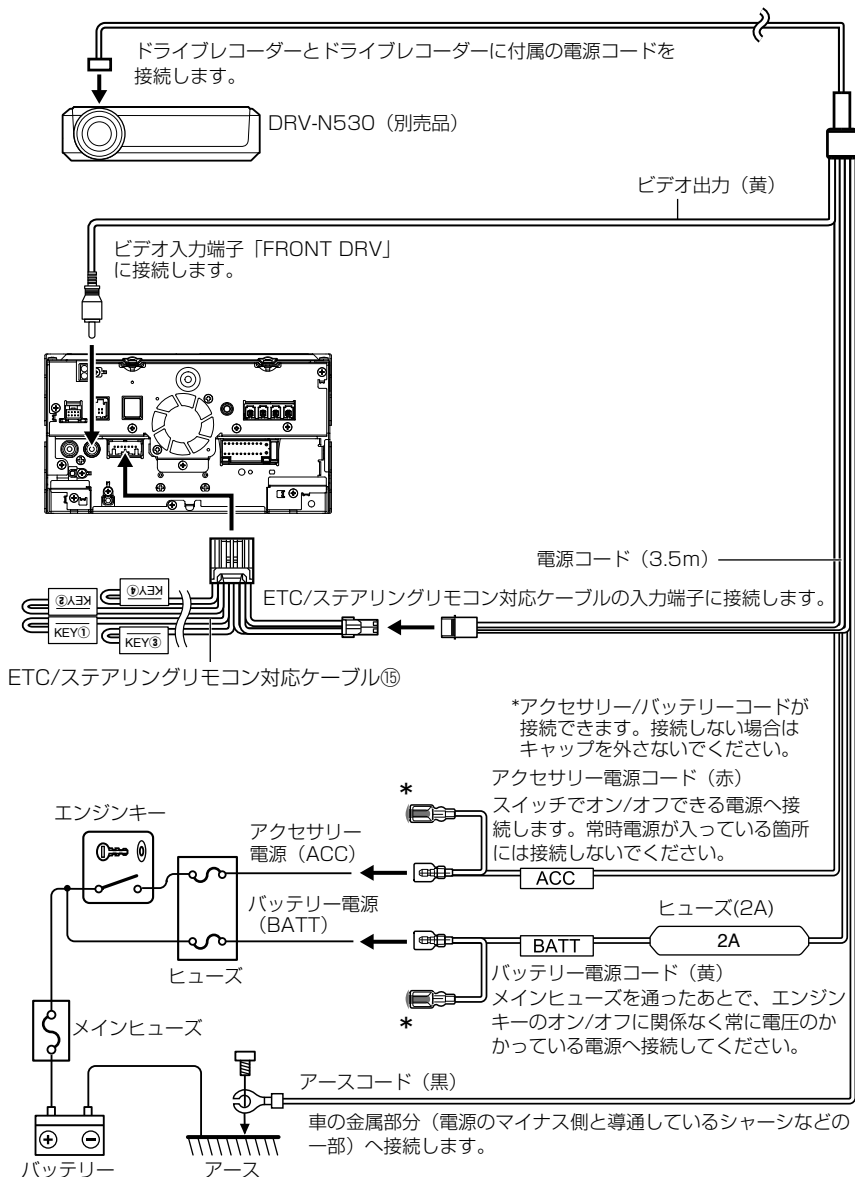 ドライブレコーダーとドライブレコーダーに付属の電源コードを
接続します。
DRV-N530（別売品）
ビデオ出力（黄）
ビデオ入力端子「FRONT DRV」
に接続します。
電源コード（3.5m）
ETC/ステアリングリモコン対応ケーブルの入力端子に接続します。
KEY②
KEY④
KEY①
KEY③
ETC/ステアリングリモコン対応ケーブル⑮
*アクセサリー/バッテリーコードが
接続できます。接続しない場合は
キャップを外さないでください。
アクセサリー電源コード（赤）
*
スイッチでオン/オフできる電源へ接
続します。常時電源が入っている箇所
には接続しないでください。
エンジンキー
アクセサリー
電源（ACC）
ACC
バッテリー電源
（BATT）
ヒューズ(2A)
BATT
2A
ヒューズ
バッテリー電源コード（黄）
*
メインヒューズを通ったあとで、エンジン
キーのオン/オフに関係なく常に電圧のか
かっている電源へ接続してください。
メインヒューズ
アースコード（黒）
車の金属部分（電源のマイナス側と導通しているシャーシなどの
一部）へ接続します。
⊕ ⊖
バッテリー
アース